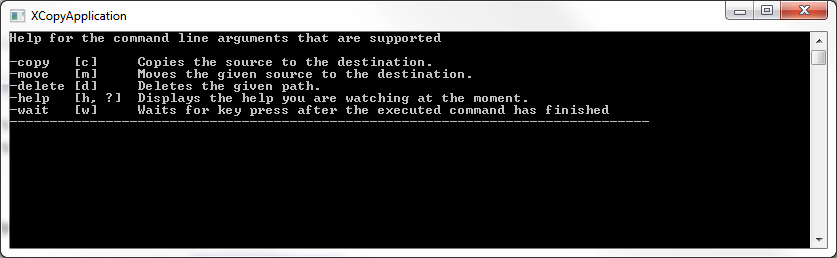 XCopyApplication
Help for the command line arguments that are supported
-copy [c] Copies the source to the destination.
-move [m] Moves the given source to the destination.
-delete [d] Deletes the given path.
-help [h, ?] Displays the help you are watching at the moment.
-wait [w] Waits for key press after the executed command has finished
--------------------------------------------------------------------------------